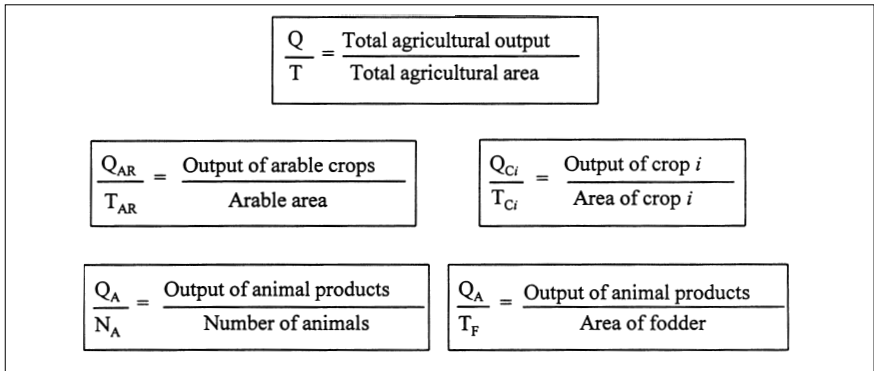 Q/T = Total agricultural output / Total agricultural area
Q_AR/T_AR = Output of arable crops / Arable area
Q_Ci/T_Ci = Output of crop i / Area of crop i
Q_A/N_A = Output of animal products / Number of animals
Q_A/T_F = Output of animal products / Area of fodder